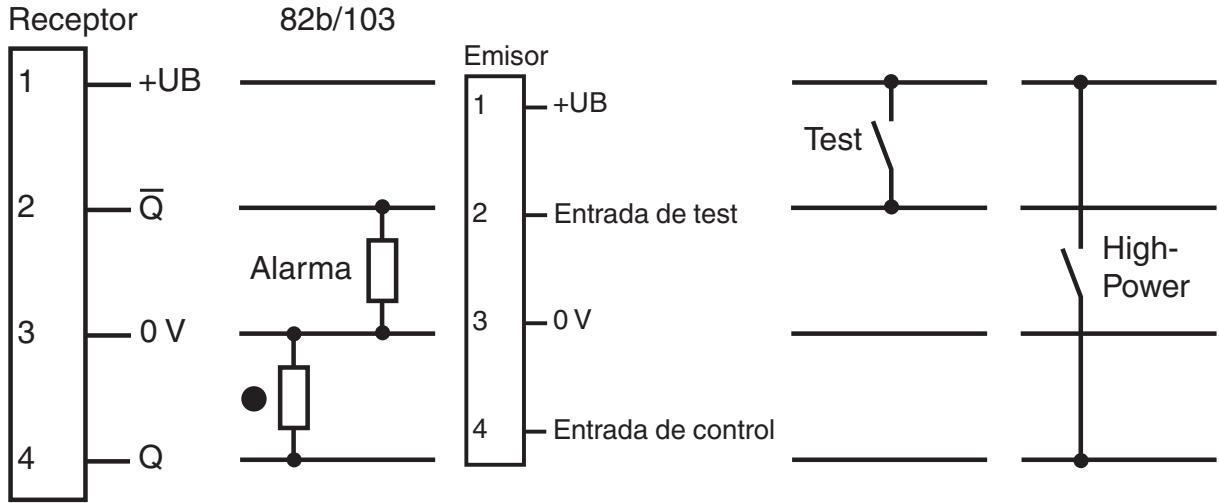 Receptor
82b/103
1 +UB
2 Q̅
Alarma
3 0 V
4 Q
Emisor
1 +UB
2 Entrada de test
3 0 V
4 Entrada de control
Test
High-
Power